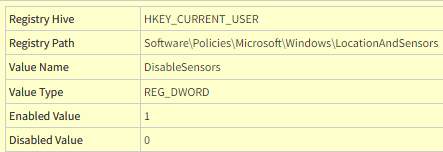 Registry Hive HKEY_CURRENT_USER
Registry Path Software\Policies\Microsoft\Windows\LocationAndSensors
Value Name DisableSensors
Value Type REG_DWORD
Enabled Value 1
Disabled Value 0